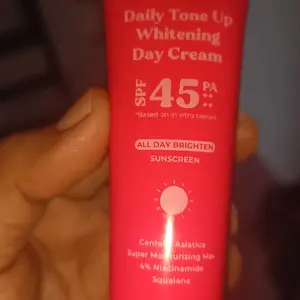 Daily Tone Up
Whitening
Day Cream
SPF 45 PA
++
++
*Based on in vitro tested
ALL DAY BRIGHTEN
SUNSCREEN
Centella Asiatica
Super Moisturizing
4% Niacinamide
Squalane